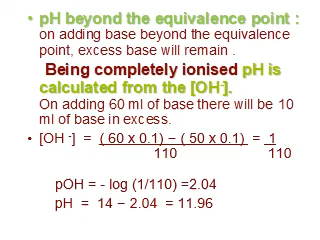 • pH beyond the equivalence point :
on adding base beyond the equivalence
point, excess base will remain .
Being completely ionised pH is
calculated from the [OH-].
On adding 60 ml of base there will be 10
ml of base in excess.
• [OH -] = ( 60 x 0.1) − ( 50 x 0.1) = 1
110 110
pOH = - log (1/110) =2.04
pH = 14 − 2.04 = 11.96